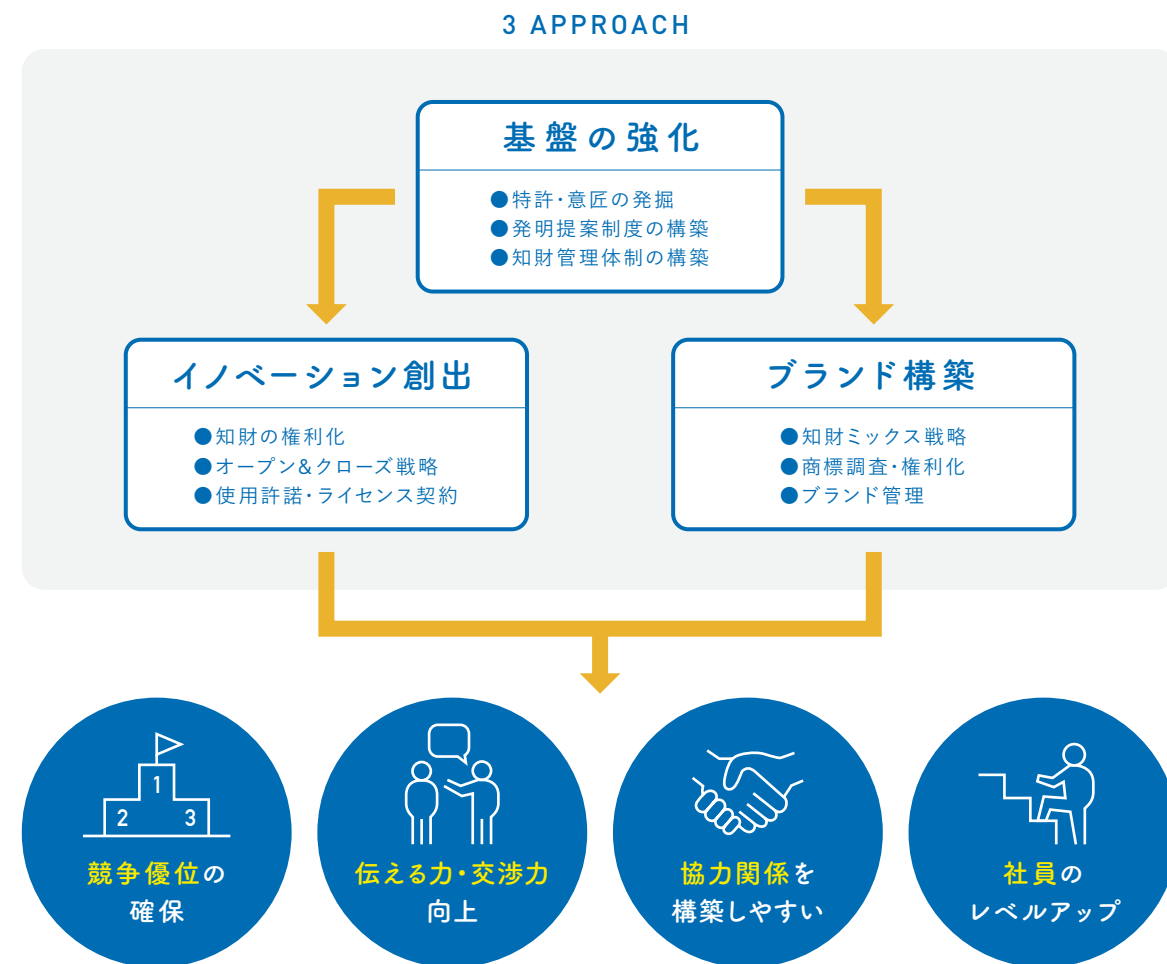 3 APPROACH
基盤の強化
●特許・意匠の発掘
●発明提案制度の構築
●知財管理体制の構築
イノベーション創出
●知財の権利化
●オープン&クローズ戦略
●使用許諾・ライセンス契約
ブランド構築
●知財ミックス戦略
●商標調査・権利化
●ブランド管理
1
2 3
競争優位の
確保
伝える力・交渉力
向上
協力関係を
構築しやすい
社員の
レベルアップ